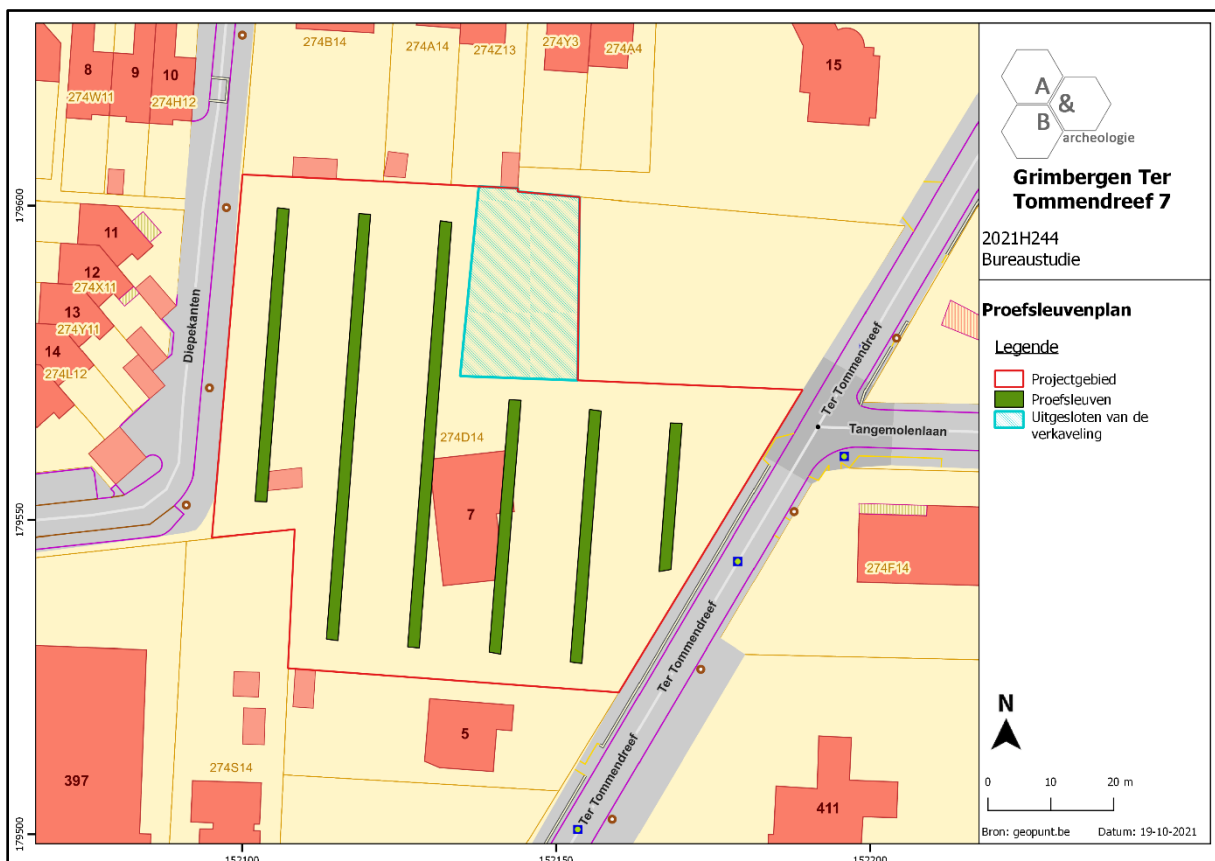 274B14
274A14
274Z13
274Y3
274A4
8
9
10
15
274W11
274H12
11
12
274X11
13
274Y11
14
274L12
Diepekanten
274D14
7
Ter Tommendreef
Tangemolenlaan
274F14
Ter Tommendreef
Ter Tommendreef
5
274S14
397
411
179600
179550
179500
152100
152150
152200
A
&
B
archeologie
Grimbergen Ter
Tommendreef 7
2021H244
Bureaustudie
Proefsleuvenplan
Legende
Projectgebied
Proefsleuven
Uitgesloten van de
verkaveling
N
0 10 20 m
Bron: geopunt.be Datum: 19-10-2021